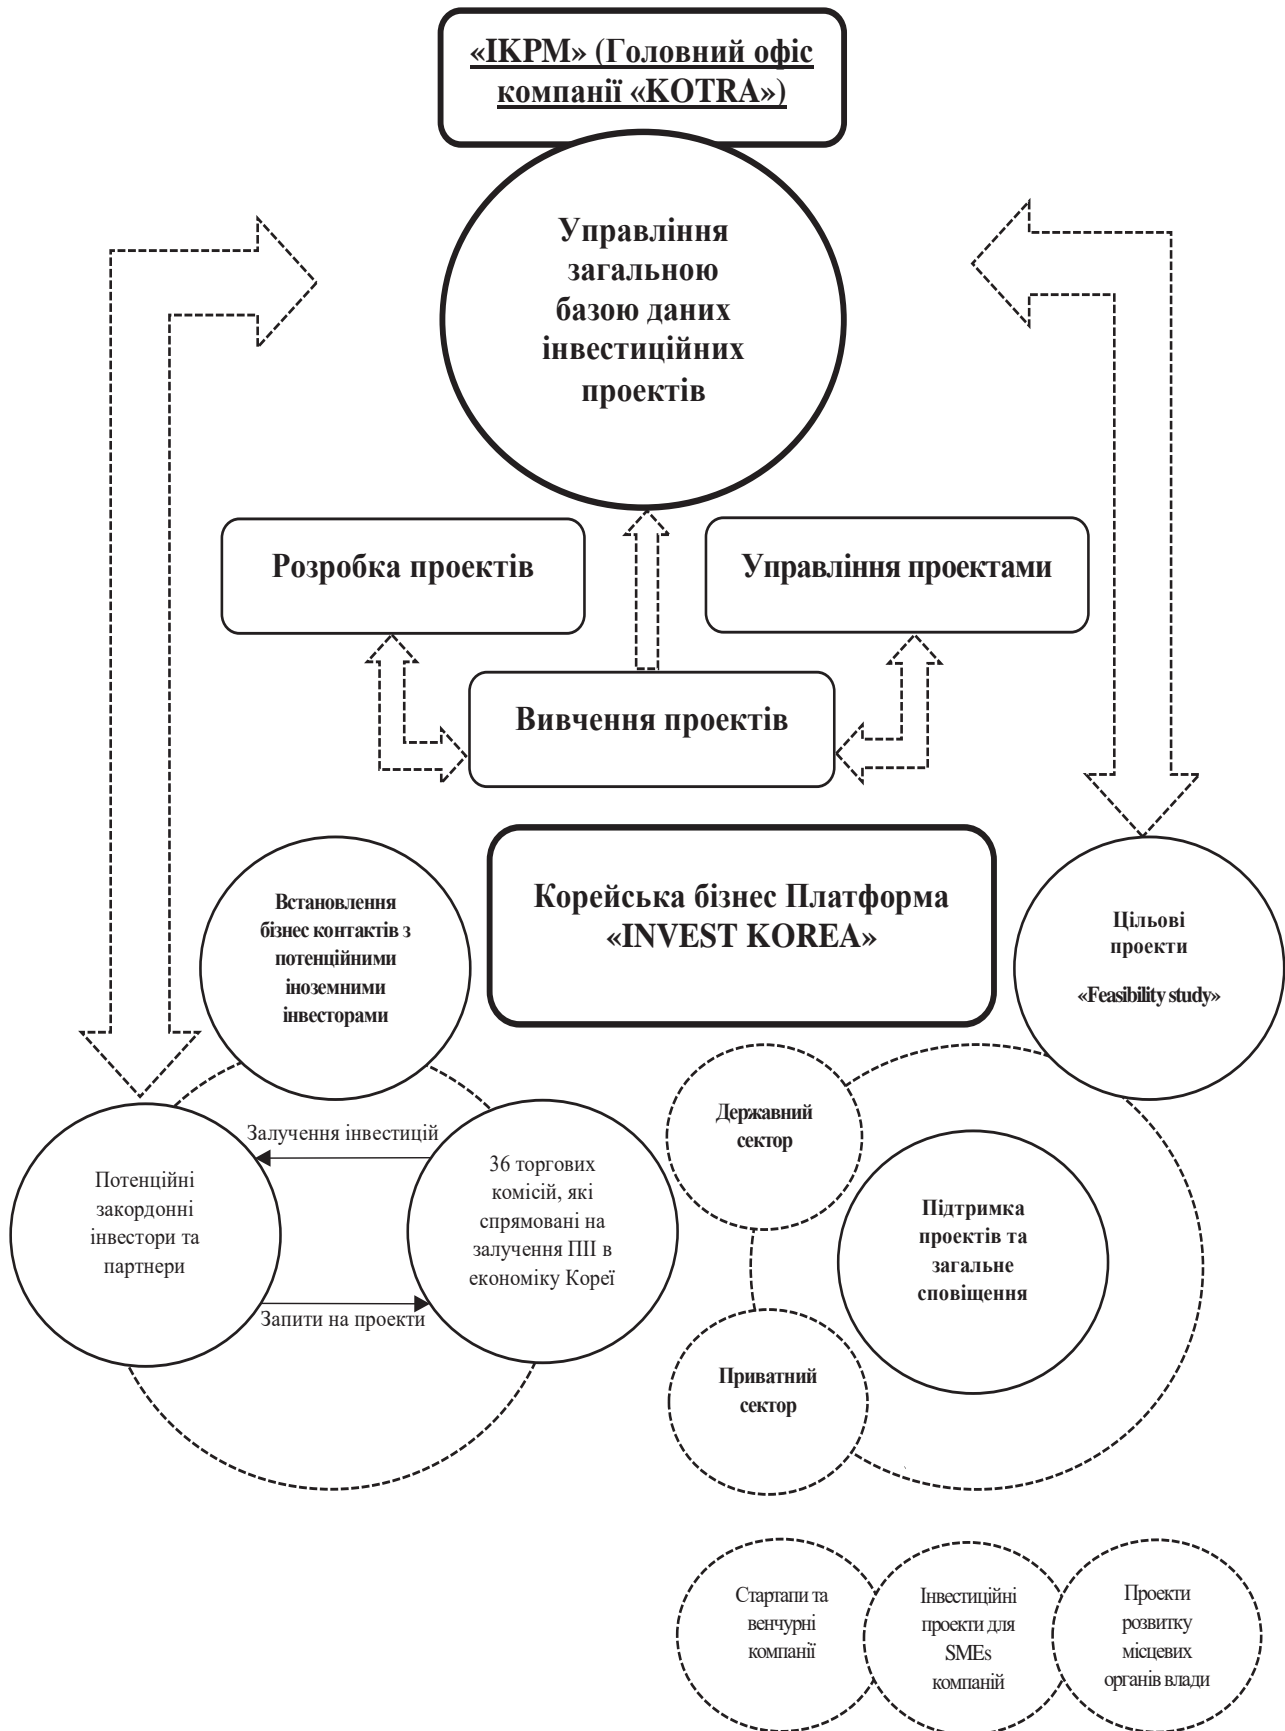 «IKPM» (Головний офіс
компанії «KOTRA»)
Управління
загальною
базою даних
інвестиційних
проектів
Розробка проектів
Управління проектами
Вивчення проектів
Корейська бізнес Платформа
«INVEST KOREA»
Встановлення
бізнес контактів з
потенційними
іноземними
інвесторами
Цільові
проекти
«Feasibility study»
Потенційні
закордонні
інвестори та
партнери
Залучення інвестицій
Запити на проекти
36 торгових
комісій, які
спрямовані на
залучення ПІІ в
економіку Кореї
Державний
сектор
Підтримка
проектів та
загальне
сповіщення
Приватний
сектор
Стартапи та
венчурні
компанії
Інвестиційні
проекти для
SMEs
компаній
Проекти
розвитку
місцевих
органів влади